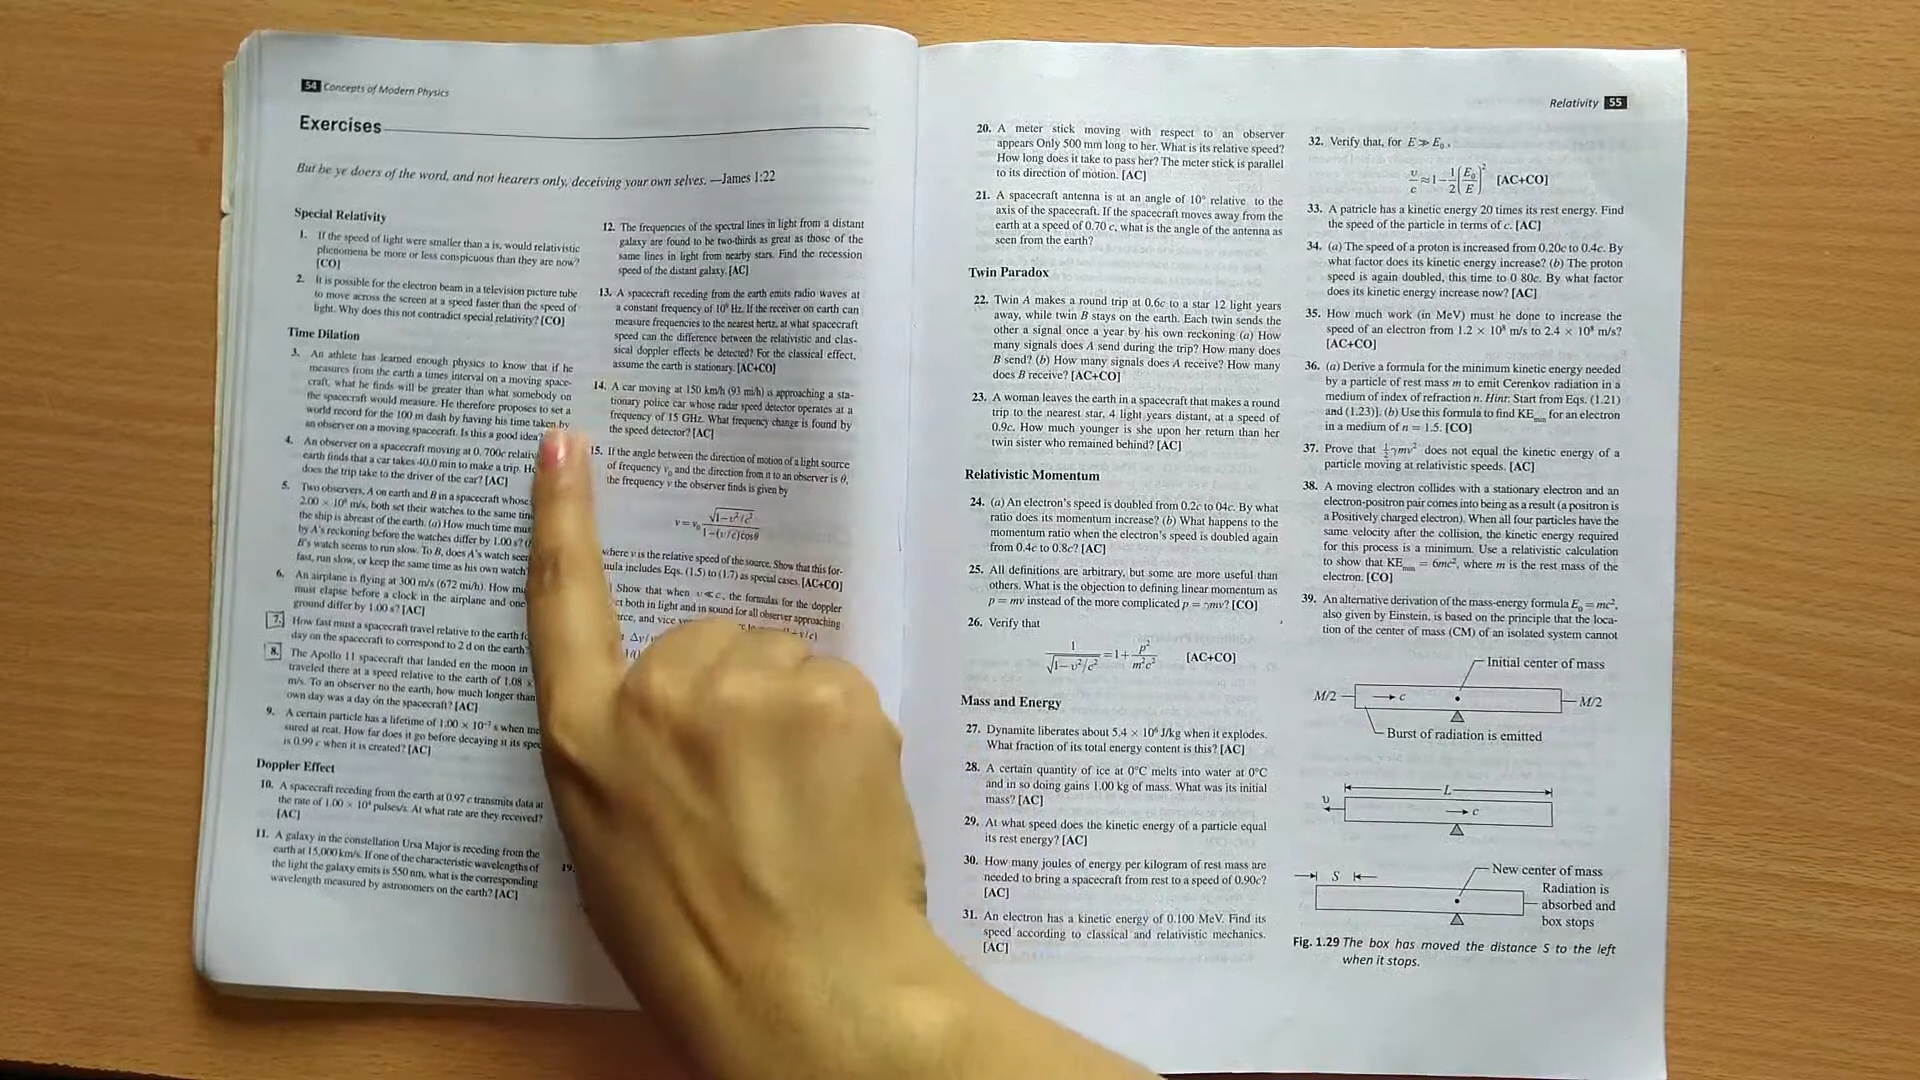 54 Concepts of Modern Physics
Exercises
But be ye doers of the word, and not hearers only, deceiving your own selves. —James 1:22
Special Relativity
1. If the speed of light were smaller than a is, would relativistic
phenomena be more or less conspicuous than they are now?
[CO]
2. It is possible for the electron beam in a television picture tube
to move across the screen at a speed faster than the speed of
light. Why does this not contradict special relativity? [CO]
Time Dilation
3. An athlete has learned enough physics to know that if he
measures from the earth a times interval on a moving space-
craft, what he finds will be greater than what somebody on
the spacecraft would measure. He therefore proposes to set a
world record for the 100 m dash by having his time taken by
an observer on a moving spacecraft. Is this a good idea?
4. An observer on a spacecraft moving at 0. 700c relativ
earth finds that a car takes 40.0 min to make a trip. H
does the trip take to the driver of the car? [AC]
5. Two observers, A on earth and B in a spacecraft whose
2.00 × 10⁸ m/s, both set their watches to the same tim
the ship is abreast of the earth. (a) How much time mus
by A's reckoning before the watches differ by 1.00 s?
B's watch seems to run slow. To B, does A's watch seem
fast, run slow, or keep the same time as his own watch
6. An airplane is flying at 300 m/s (672 mi/h). How mu
must elapse before a clock in the airplane and one
ground differ by 1.00 s? [AC]
7. How fast must a spacecraft travel relative to the earth fo
day on the spacecraft to correspond to 2 d on the earth
8. The Apollo 11 spacecraft that landed en the moon in
traveled there at a speed relative to the earth of 1.08
m/s. To an observer no the earth, how much longer than
own day was a day on the spacecraft? [AC]
9. A certain particle has a lifetime of 1.00 × 10⁻⁷ s when me
sured at reat. How far does it go before decaying it its spe
is 0.99 c when it is created? [AC]
Doppler Effect
10. A spacecraft receding from the earth at 0.97 c transmits data at
the rate of 1.00 × 10⁴ pulses/s. At what rate are they received?
[AC]
11. A galaxy in the constellation Ursa Major is receding from the
earth at 15,000 km/s. If one of the characteristic wavelengths of
the light the galaxy emits is 550 nm, what is the corresponding
wavelength measured by astronomers on the earth? [AC]
12. The frequencies of the spectral lines in light from a distant
galaxy are found to be two-thirds as great as those of the
same lines in light from nearby stars. Find the recession
speed of the distant galaxy. [AC]
13. A spacecraft receding from the earth emits radio waves at
a constant frequency of 10⁹ Hz. If the receiver on earth can
measure frequencies to the nearest hertz, at what spacecraft
speed can the difference between the relativistic and clas-
sical doppler effects be detected? For the classical effect,
assume the earth is stationary. [AC+CO]
14. A car moving at 150 km/h (93 mi/h) is approaching a sta-
tionary police car whose radar speed detector operates at a
frequency of 15 GHz. What frequency change is found by
the speed detector? [AC]
15. If the angle between the direction of motion of a light source
of frequency ν₀ and the direction from it to an observer is θ,
the frequency ν the observer finds is given by
ν = ν₀ √(1−υ²/c²) / (1−(υ/c)cosθ)
where v is the relative speed of the source. Show that this for-
mula includes Eqs. (1.5) to (1.7) as special cases. [AC+CO]
Show that when υ ≪ c, the formulas for the doppler
ct both in light and in sound for all observer approaching
rce, and vice
19.
Relativity 55
20. A meter stick moving with respect to an observer
appears Only 500 mm long to her. What is its relative speed?
How long does it take to pass her? The meter stick is parallel
to its direction of motion. [AC]
21. A spacecraft antenna is at an angle of 10° relative to the
axis of the spacecraft. If the spacecraft moves away from the
earth at a speed of 0.70 c, what is the angle of the antenna as
seen from the earth?
Twin Paradox
22. Twin A makes a round trip at 0.6c to a star 12 light years
away, while twin B stays on the earth. Each twin sends the
other a signal once a year by his own reckoning (a) How
many signals does A send during the trip? How many does
B send? (b) How many signals does A receive? How many
does B receive? [AC+CO]
23. A woman leaves the earth in a spacecraft that makes a round
trip to the nearest star, 4 light years distant, at a speed of
0.9c. How much younger is she upon her return than her
twin sister who remained behind? [AC]
Relativistic Momentum
24. (a) An electron's speed is doubled from 0.2c to 04c. By what
ratio does its momentum increase? (b) What happens to the
momentum ratio when the electron's speed is doubled again
from 0.4c to 0.8c? [AC]
25. All definitions are arbitrary, but some are more useful than
others. What is the objection to defining linear momentum as
p = mv instead of the more complicated p = γmv? [CO]
26. Verify that
1/√(1−υ²/c²) = 1 + p²/m²c² [AC+CO]
Mass and Energy
27. Dynamite liberates about 5.4 × 10⁶ J/kg when it explodes.
What fraction of its total energy content is this? [AC]
28. A certain quantity of ice at 0°C melts into water at 0°C
and in so doing gains 1.00 kg of mass. What was its initial
mass? [AC]
29. At what speed does the kinetic energy of a particle equal
its rest energy? [AC]
30. How many joules of energy per kilogram of rest mass are
needed to bring a spacecraft from rest to a speed of 0.90c?
[AC]
31. An electron has a kinetic energy of 0.100 MeV. Find its
speed according to classical and relativistic mechanics.
[AC]
32. Verify that, for E ≫ E₀,
υ/c ≈ 1 − 1/2 (E₀/E)² [AC+CO]
33. A patricle has a kinetic energy 20 times its rest energy. Find
the speed of the particle in terms of c. [AC]
34. (a) The speed of a proton is increased from 0.20c to 0.4c. By
what factor does its kinetic energy increase? (b) The proton
speed is again doubled, this time to 0 80c. By what factor
does its kinetic energy increase now? [AC]
35. How much work (in MeV) must he done to increase the
speed of an electron from 1.2 × 10⁸ m/s to 2.4 × 10⁸ m/s?
[AC+CO]
36. (a) Derive a formula for the minimum kinetic energy needed
by a particle of rest mass m to emit Cerenkov radiation in a
medium of index of refraction n. Hint: Start from Eqs. (1.21)
and (1.23)]. (b) Use this formula to find KEmin for an electron
in a medium of n = 1.5. [CO]
37. Prove that ½γmv² does not equal the kinetic energy of a
particle moving at relativistic speeds. [AC]
38. A moving electron collides with a stationary electron and an
electron-positron pair comes into being as a result (a positron is
a Positively charged electron). When all four particles have the
same velocity after the collision, the kinetic energy required
for this process is a minimum. Use a relativistic calculation
to show that KEmin = 6mc², where m is the rest mass of the
electron. [CO]
39. An alternative derivation of the mass-energy formula E₀ = mc²,
also given by Einstein, is based on the principle that the loca-
tion of the center of mass (CM) of an isolated system cannot
Initial center of mass
M/2 c M/2
Burst of radiation is emitted
L
υ c
S New center of mass
Radiation is
absorbed and
box stops
Fig. 1.29 The box has moved the distance S to the left
when it stops.